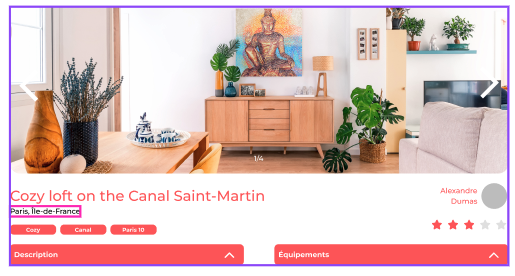 1/4
Cozy loft on the Canal Saint-Martin
Alexandre
Dumas
Paris, Île-de-France
Cozy
Canal
Paris 10
Description
Équipements